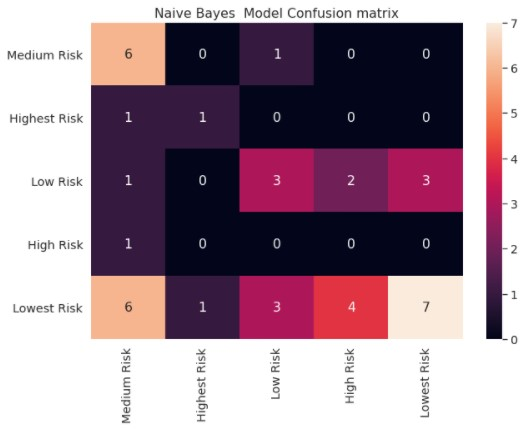 Naive Bayes  Model Confusion matrix
Medium Risk 6 0 1 0 0
Highest Risk 1 1 0 0 0
Low Risk 1 0 3 2 3
High Risk 1 0 0 0 0
Lowest Risk 6 1 3 4 7
Medium Risk
Highest Risk
Low Risk
High Risk
Lowest Risk
7
6
5
4
3
2
1
0